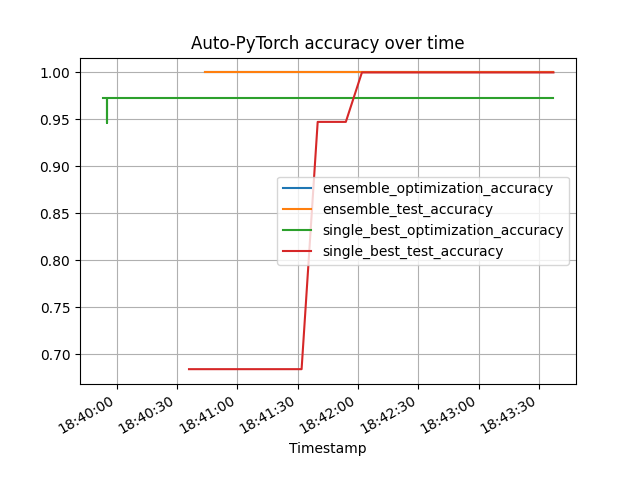 Auto-PyTorch accuracy over time
1.00
0.95
0.90
0.85
0.80
0.75
0.70
ensemble_optimization_accuracy
ensemble_test_accuracy
single_best_optimization_accuracy
single_best_test_accuracy
18:40:00
18:40:30
18:41:00
18:41:30
18:42:00
18:42:30
18:43:00
18:43:30
Timestamp